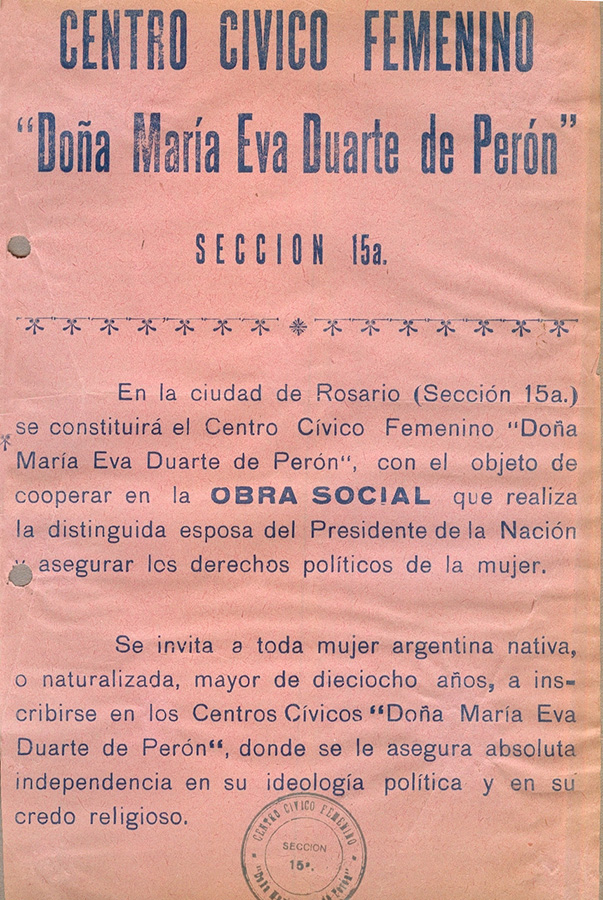 CENTRO CIVICO FEMENINO
“Doña María Eva Duarte de Perón”
SECCION 15a.
En la ciudad de Rosario (Sección 15a.)
se constituirá el Centro Cívico Femenino “Doña
María Eva Duarte de Perón“, con el objeto de
cooperar en la OBRA SOCIAL que realiza
la distinguida esposa del Presidente de la Nación
y asegurar los derechos políticos de la mujer.
Se invita a toda mujer argentina nativa,
o naturalizada, mayor de dieciocho años, a ins-
cribirse en los Centros Cívicos “Doña María Eva
Duarte de Perón“, donde se le asegura absoluta
independencia en su ideología política y en su
credo religioso.
CENTRO CIVICO FEMENINO
SECCION
15ª.